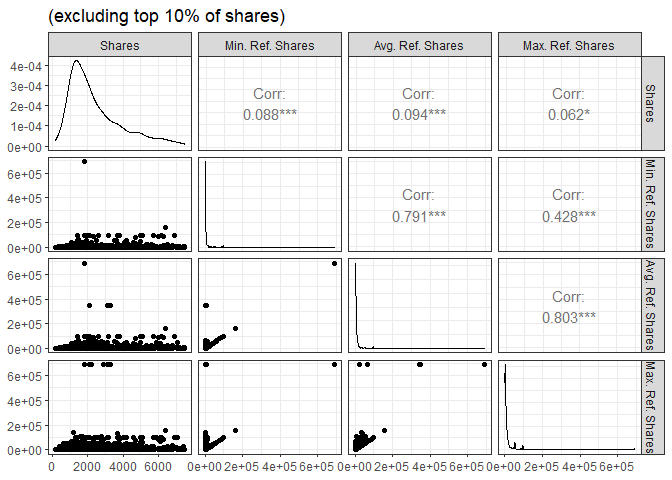 (excluding top 10% of shares)
Shares Min. Ref. Shares Avg. Ref. Shares Max. Ref. Shares
4e-04
3e-04
2e-04
1e-04
0e+00
Corr:
0.088***
Corr:
0.094***
Corr:
0.062*
Shares
6e+05
4e+05
2e+05
0e+00
Corr:
0.791***
Corr:
0.428***
Min. Ref. Shares
6e+05
4e+05
2e+05
0e+00
Corr:
0.803***
Avg. Ref. Shares
6e+05
4e+05
2e+05
0e+00
Max. Ref. Shares
0 2000 4000 6000 0e+00 2e+05 4e+05 6e+05 0e+00 2e+05 4e+05 6e+05 0e+00 2e+05 4e+05 6e+05